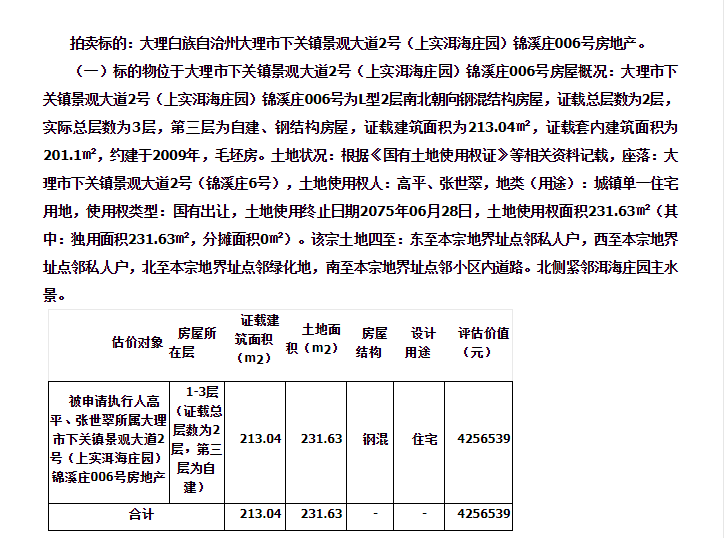 拍卖标的：大理白族自治州大理市下关镇景观大道2号（上实洱海庄园）锦溪庄006号房地产。
（一）标的物位于大理市下关镇景观大道2号（上实洱海庄园）锦溪庄006号房屋概况：大理市下
关镇景观大道2号（上实洱海庄园）锦溪庄006号为L型2层南北朝向钢混结构房屋，证载总层数为2层，
实际总层数为3层，第三层为自建、钢结构房屋，证载建筑面积为213.04㎡，证载套内建筑面积为
201.1㎡，约建于2009年，毛坯房。土地状况：根据《国有土地使用权证》等相关资料记载，座落：大
理市下关镇景观大道2号（锦溪庄6号），土地使用权人：高平、张世翠，地类（用途）：城镇单一住宅
用地，使用权类型：国有出让，土地使用终止日期2075年06月28日，土地使用权面积231.63㎡（其
中：独用面积231.63㎡，分摊面积0㎡）。该宗土地四至：东至本宗地界址点邻私人户，西至本宗地界
址点邻私人户，北至本宗地界址点邻绿化地，南至本宗地界址点邻小区内道路。北侧紧邻洱海庄园主水
景。
估价对象
房屋所
在层
证载建
筑面积
（m2）
土地面
积（m2）
房屋
结构
设计
用途
评估价值
（元）
被申请执行人高
平、张世翠所属大理
市下关镇景观大道2
号（上实洱海庄园）
锦溪庄006号房地产
1-3层
（证载总
层数为2
层，第三
层为自
建）
213.04
231.63
钢混
住宅
4256539
合计
213.04
231.63
-
-
4256539